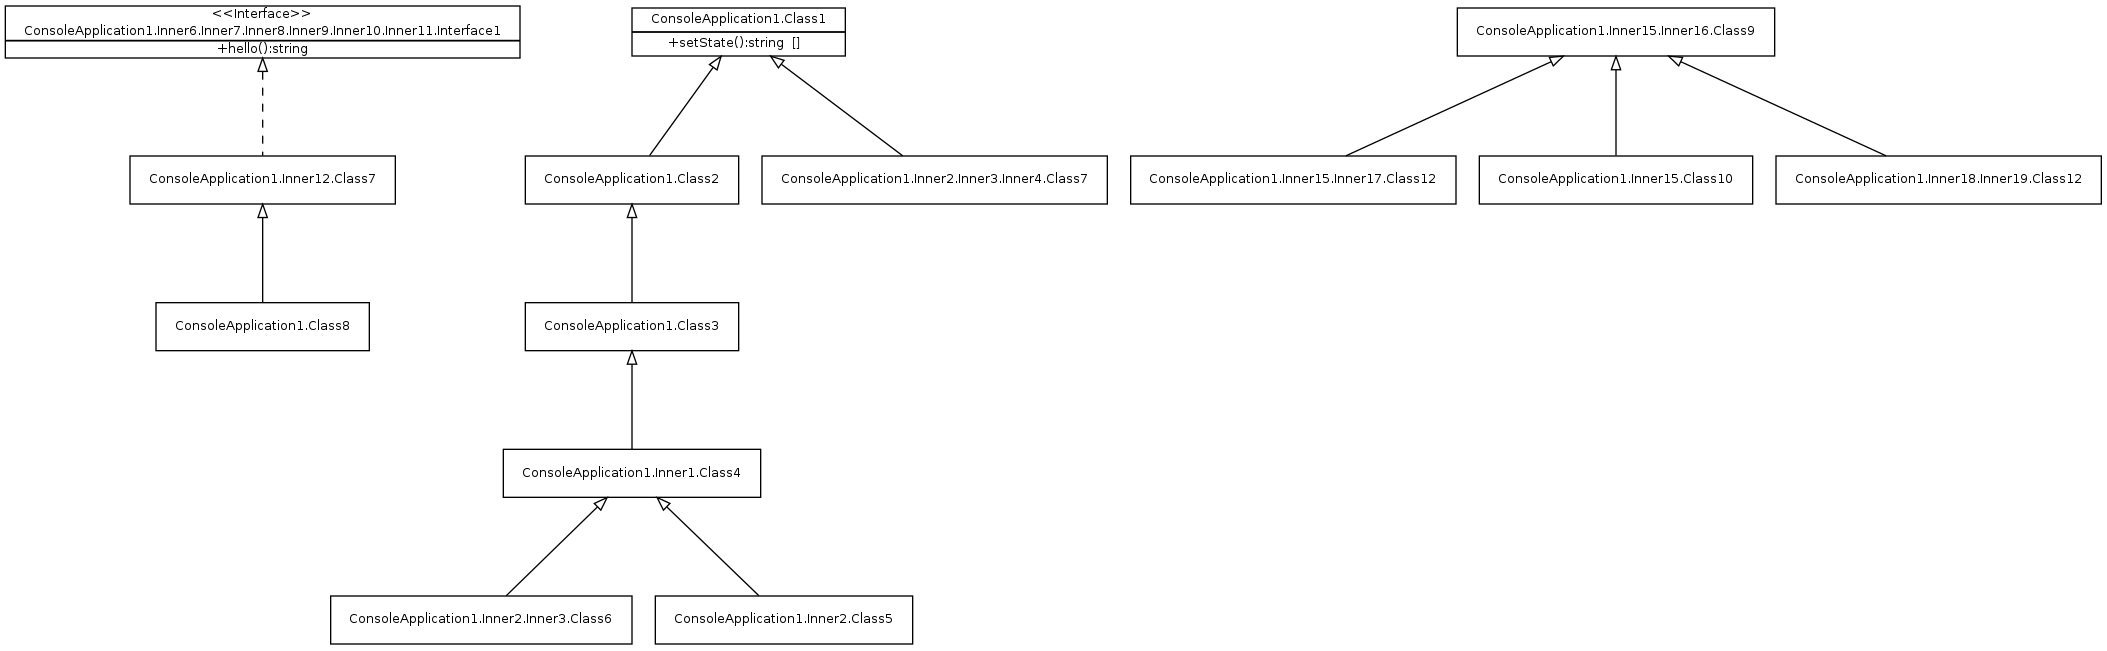 <<Interface>>
ConsoleApplication1.Inner6.Inner7.Inner8.Inner9.Inner10.Inner11.Interface1
+hello():string
ConsoleApplication1.Class1
+setState():string []
ConsoleApplication1.Inner15.Inner16.Class9
ConsoleApplication1.Inner12.Class7
ConsoleApplication1.Class2
ConsoleApplication1.Inner2.Inner3.Inner4.Class7
ConsoleApplication1.Inner15.Inner17.Class12
ConsoleApplication1.Inner15.Class10
ConsoleApplication1.Inner18.Inner19.Class12
ConsoleApplication1.Class8
ConsoleApplication1.Class3
ConsoleApplication1.Inner1.Class4
ConsoleApplication1.Inner2.Inner3.Class6
ConsoleApplication1.Inner2.Class5